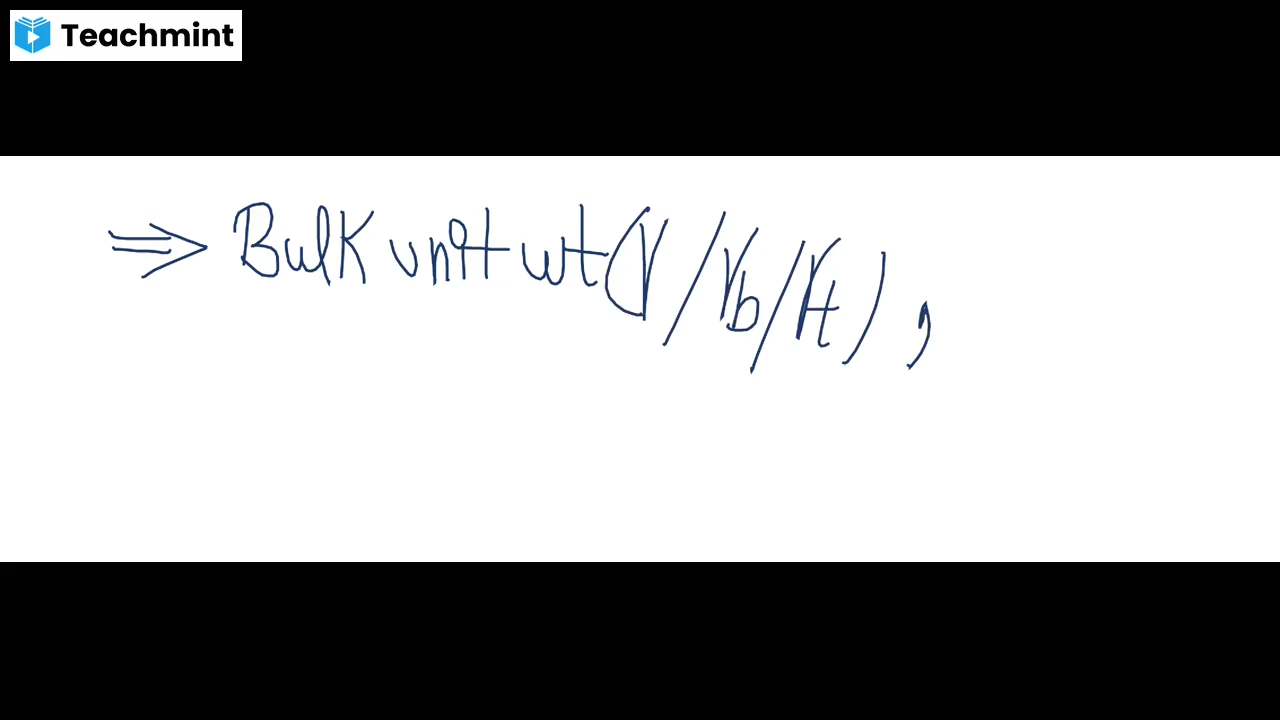 Teachmint
⇒ Bulk unit wt (γ/γb/γt),